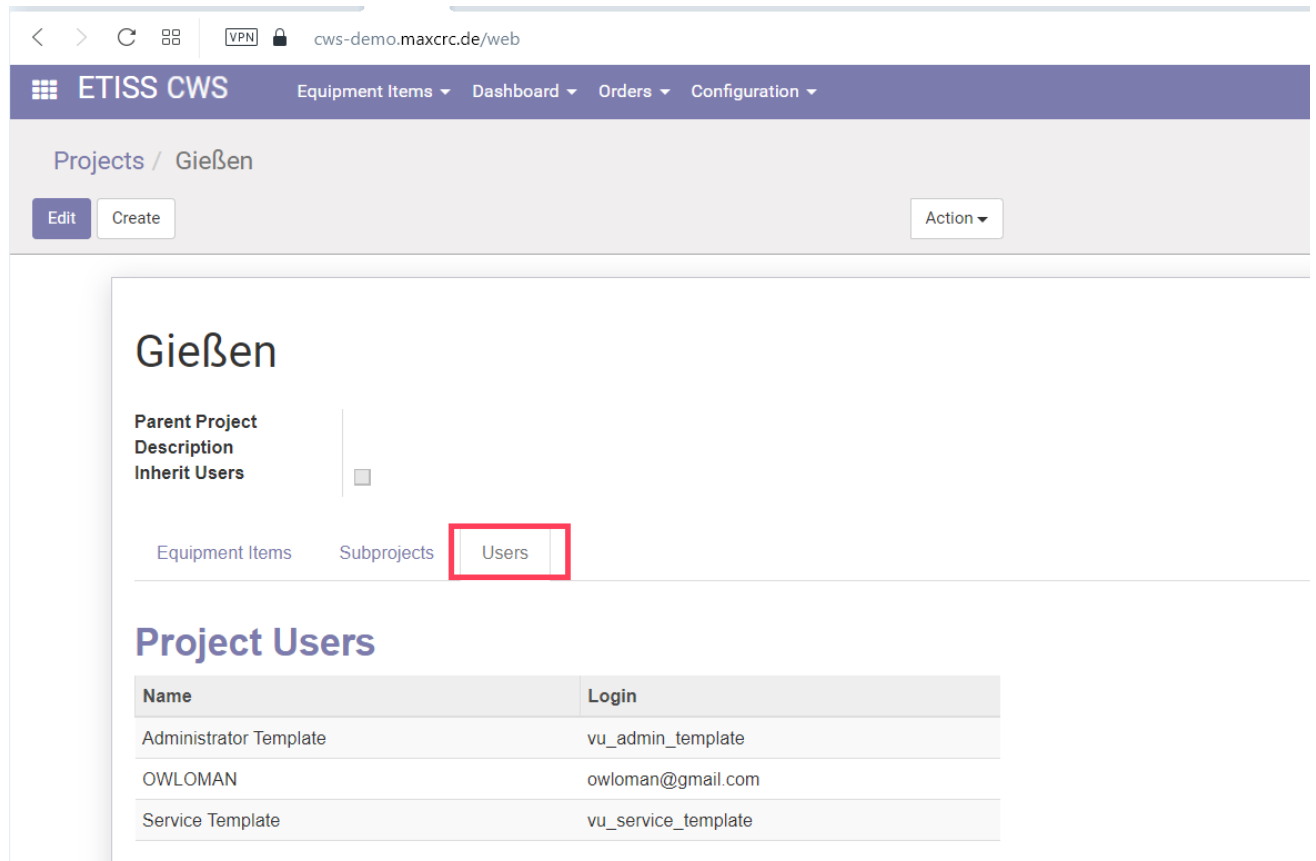 VPN cws-demo.maxcrc.de/web
ETISS CWS Equipment Items Dashboard Orders Configuration
Projects / Gießen
Edit Create Action
Gießen
Parent Project
Description
Inherit Users
Equipment Items Subprojects Users
Project Users
Name Login
Administrator Template vu_admin_template
OWLOMAN owloman@gmail.com
Service Template vu_service_template